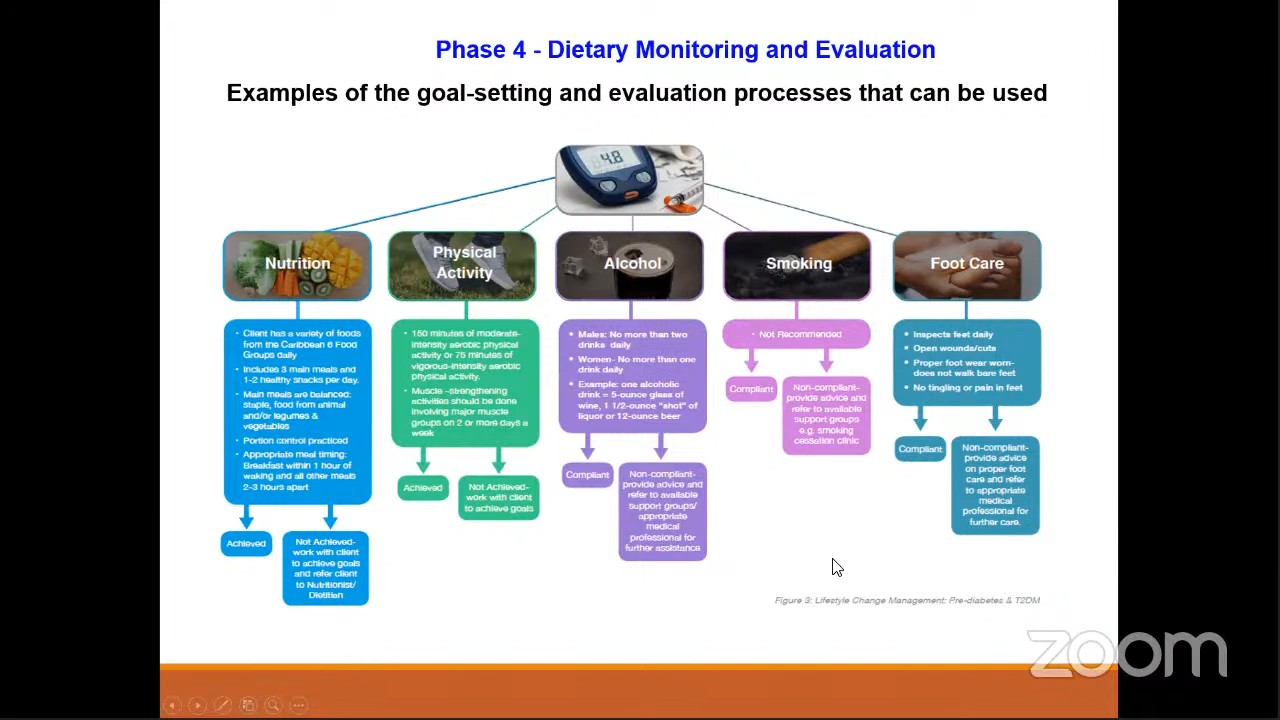 Phase 4 - Dietary Monitoring and Evaluation
Examples of the goal-setting and evaluation processes that can be used
4.8
Nutrition
• Client has a variety of foods
from the Caribbean 6 Food
Groups daily
• Includes 3 main meals and
1-2 healthy snacks per day.
• Main meals are balanced:
staple, food from animal
and/or legumes &
vegetables
• Portion control practiced
• Appropriate meal timing:
Breakfast within 1 hour of
waking and all other meals
2-3 hours apart
Achieved
Not Achieved-
work with client
to achieve goals
and refer client
to Nutritionist/
Dietitian
Physical
Activity
• 150 minutes of moderate-
intensity aerobic physical
activity or 75 minutes of
vigorous-intensity aerobic
physical activity.
• Muscle –strengthening
activities should be done
involving major muscle
groups on 2 or more days a
week
Achieved
Not Achieved-
work with client
to achieve goals
Alcohol
• Males: No more than two
drinks daily
• Women- No more than one
drink daily
• Example: one alcoholic
drink = 5-ounce glass of
wine, 1 1/2-ounce "shot" of
liquor or 12-ounce beer
Compliant
Non-compliant-
provide advice and
refer to available
support groups/
appropriate
medical
professional for
further assistance
Smoking
• Not Recommended
Compliant
Non-compliant-
provide advice and
refer to available
support groups
e.g. smoking
cessation clinic
Foot Care
• Inspects feet daily
• Open wounds/cuts
• Proper foot wear worn-
does not walk bare feet
• No tingling or pain in feet
Compliant
Non-compliant-
provide advice
on proper foot
care and refer
to appropriate
medical
professional for
further care.
Figure 3: Lifestyle Change Management: Pre-diabetes & T2DM
zoom